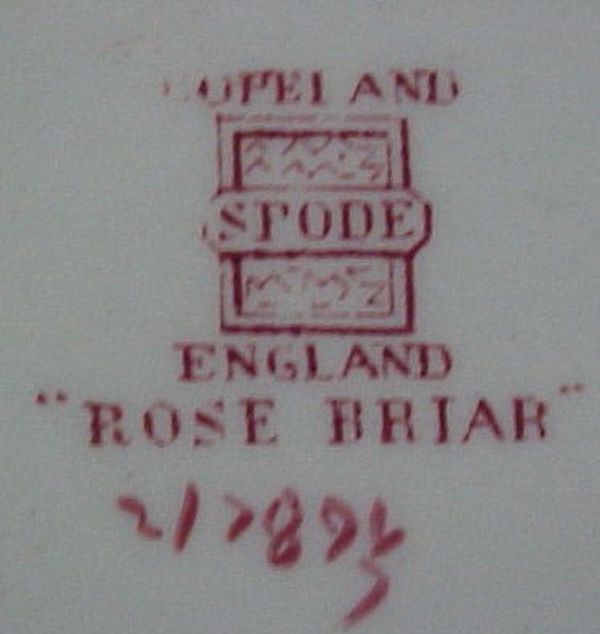 COPELAND
SPODE
ENGLAND
"ROSE BRIAR"